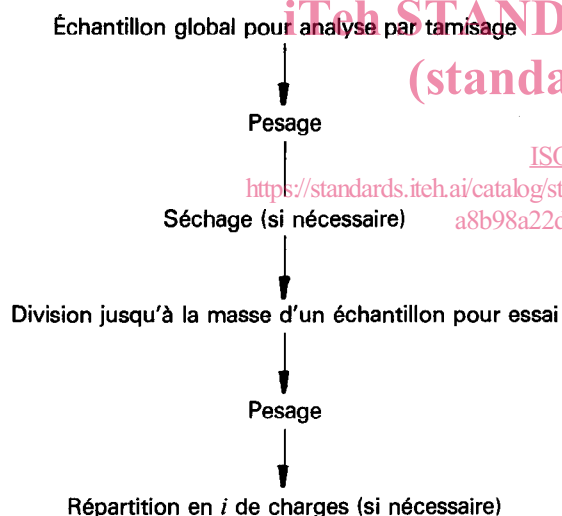 iTeh STAND
Échantillon global pour analyse par tamisage
(standa
Pesage
ISO
https://standards.iteh.ai/catalog/st
Séchage (si nécessaire)
a8b98a22c
Division jusqu'à la masse d'un échantillon pour essai
Pesage
Répartition en i de charges (si nécessaire)